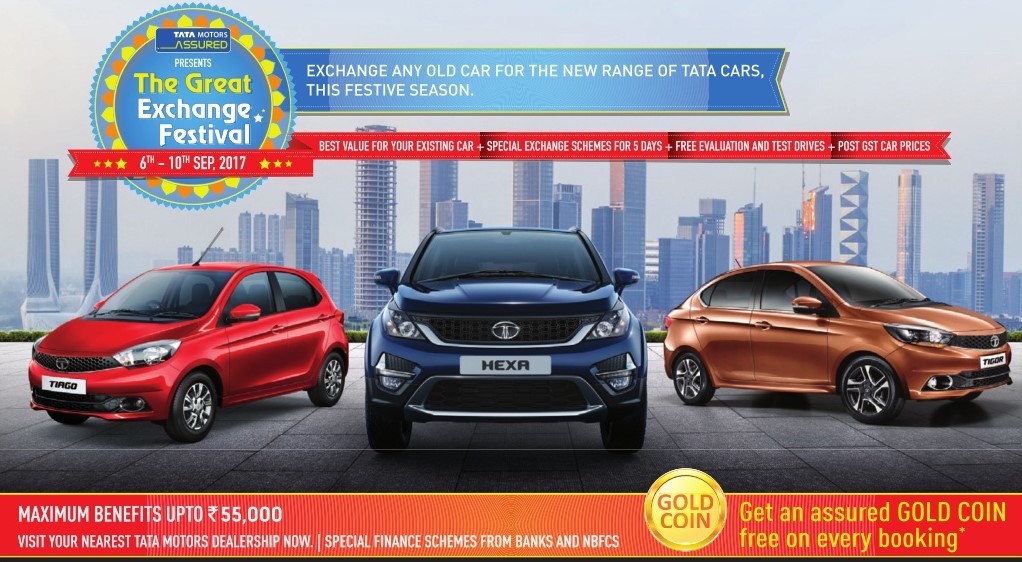 TATA MOTORS
ASSURED
PRESENTS
The Great
Exchange*
Festival
6TH – 10TH SEP, 2017
EXCHANGE ANY OLD CAR FOR THE NEW RANGE OF TATA CARS,
THIS FESTIVE SEASON.
BEST VALUE FOR YOUR EXISTING CAR + SPECIAL EXCHANGE SCHEMES FOR 5 DAYS + FREE EVALUATION AND TEST DRIVES + POST GST CAR PRICES
TIAGO
HEXA
TIGOR
MAXIMUM BENEFITS UPTO ₹ 55,000
VISIT YOUR NEAREST TATA MOTORS DEALERSHIP NOW. | SPECIAL FINANCE SCHEMES FROM BANKS AND NBFCS
GOLD
COIN
Get an assured GOLD COIN
free on every booking*